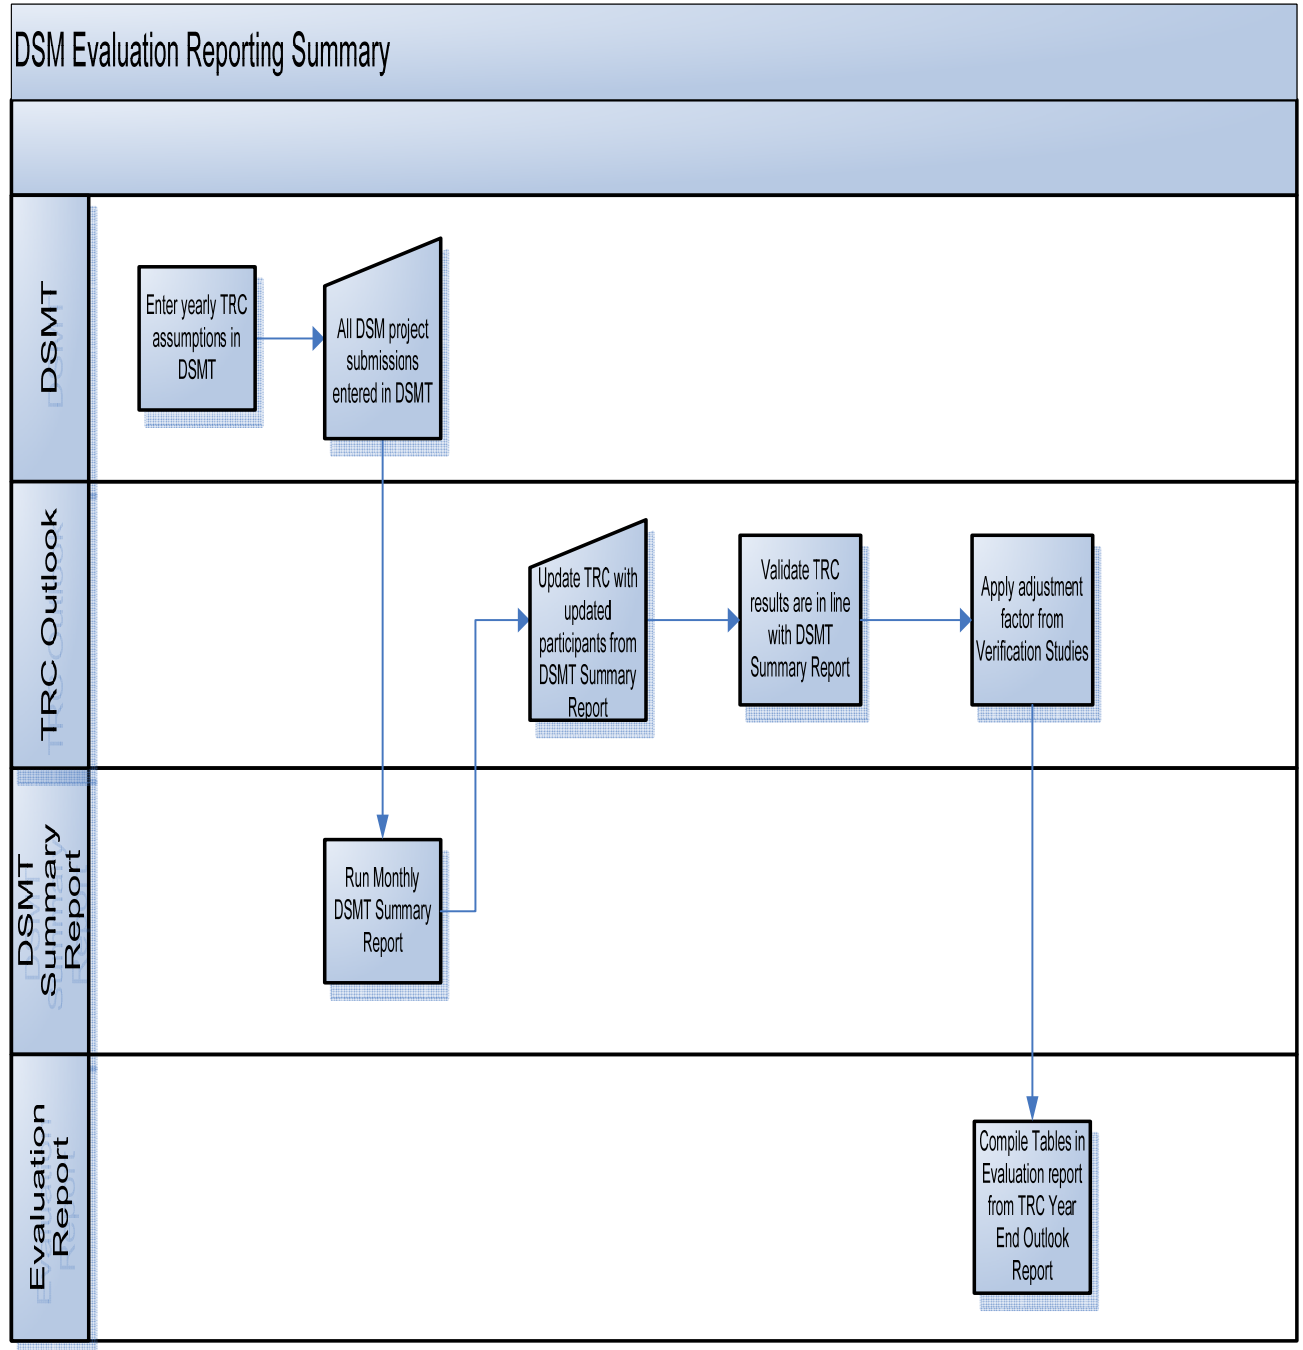 DSM Evaluation Reporting Summary
DSMT
Enter yearly TRC
assumptions in
DSMT
All DSM project
submissions
entered in DSMT
TRC Outlook
Update TRC with
updated
participants from
DSMT Summary
Report
Validate TRC
results are in line
with DSMT
Summary Report
Apply adjustment
factor from
Verification Studies
DSMT
Summary
Report
Run Monthly
DSMT Summary
Report
Evaluation
Report
Compile Tables in
Evaluation report
from TRC Year
End Outlook
Report